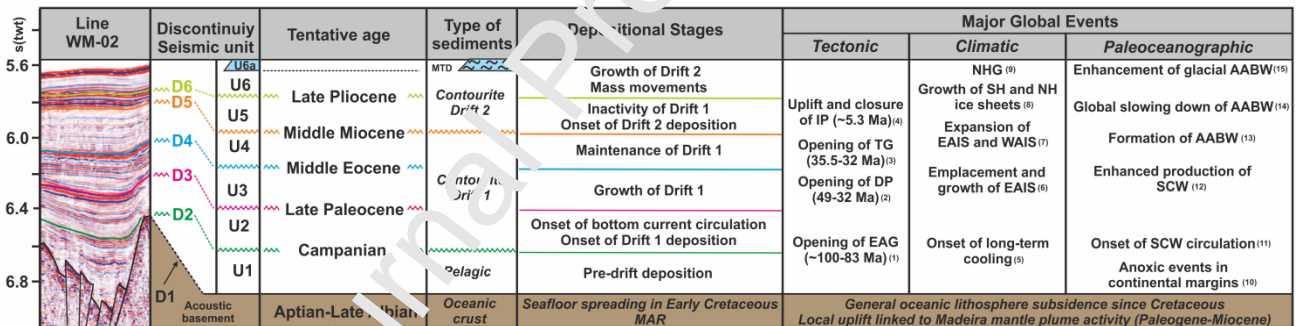 Line
WM-02
Discontinuiy
Seismic unit
Tentative age
Type of
sediments
Depositional Stages
Major Global Events
Tectonic
Climatic
Paleoceanographic
s(twt)
5.6
6.0
6.4
6.8
D6
D5
D4
D3
D2
D1
U6a
U6
U5
U4
U3
U2
U1
Acoustic
basement
Late Pliocene
Middle Miocene
Middle Eocene
Late Paleocene
Campanian
Aptian-Late Albian
MTD
Contourite
Drift 2
Contourite
Drift 1
Pelagic
Oceanic
crust
Growth of Drift 2
Mass movements
Inactivity of Drift 1
Onset of Drift 2 deposition
Maintenance of Drift 1
Growth of Drift 1
Onset of bottom current circulation
Onset of Drift 1 deposition
Pre-drift deposition
Seafloor spreading in Early Cretaceous
MAR
Uplift and closure
of IP (~5.3 Ma) (4)
Opening of TG
(35.5-32 Ma) (3)
Opening of DP
(49-32 Ma) (2)
Opening of EAG
(~100-83 Ma) (1)
NHG (9)
Growth of SH and NH
ice sheets (8)
Expansion of
EAIS and WAIS (7)
Emplacement and
growth of EAIS (6)
Onset of long-term
cooling (5)
Enhancement of glacial AABW (15)
Global slowing down of AABW (14)
Formation of AABW (13)
Enhanced production of
SCW (12)
Onset of SCW circulation (11)
Anoxic events in
continental margins (10)
General oceanic lithosphere subsidence since Cretaceous
Local uplift linked to Madeira mantle plume activity (Paleogene-Miocene)